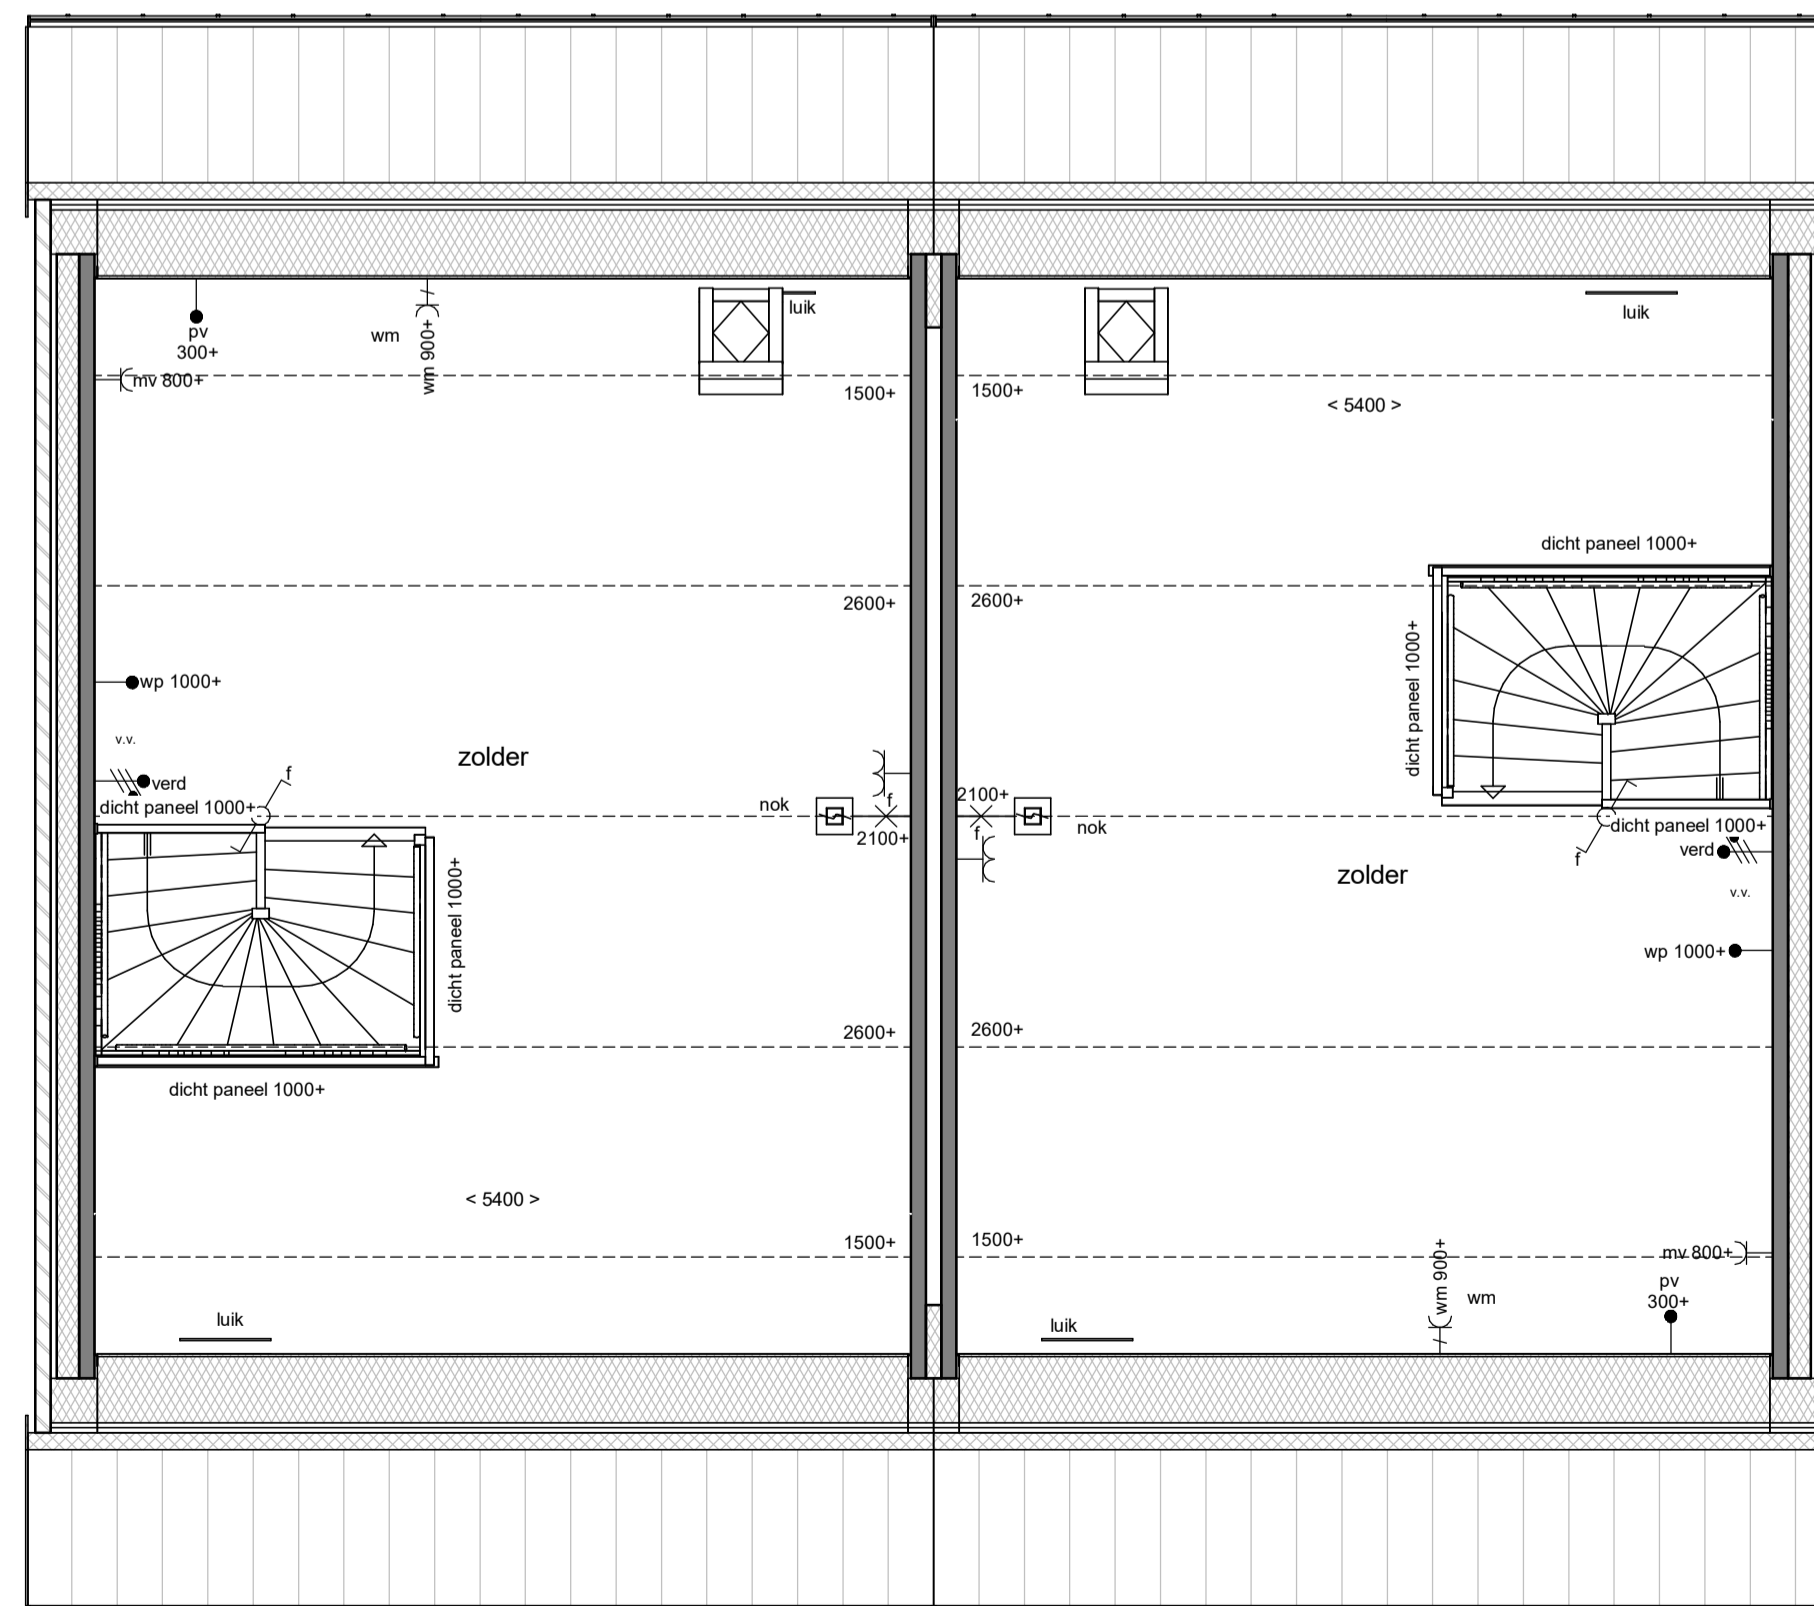 luik
luik
pv
300+
wm
wm 900+
mv 800+
1500+
1500+
< 5400 >
dicht paneel 1000+
2600+
2600+
dicht paneel 1000+
wp 1000+
v.v.
zolder
verd
f
dicht paneel 1000+
nok
f
2100+
2100+
f
nok
dicht paneel 1000+
verd
f
zolder
v.v.
dicht paneel 1000+
wp 1000+
2600+
2600+
dicht paneel 1000+
< 5400 >
1500+
1500+
mv 800+
wm 900+
wm
pv
300+
luik
luik